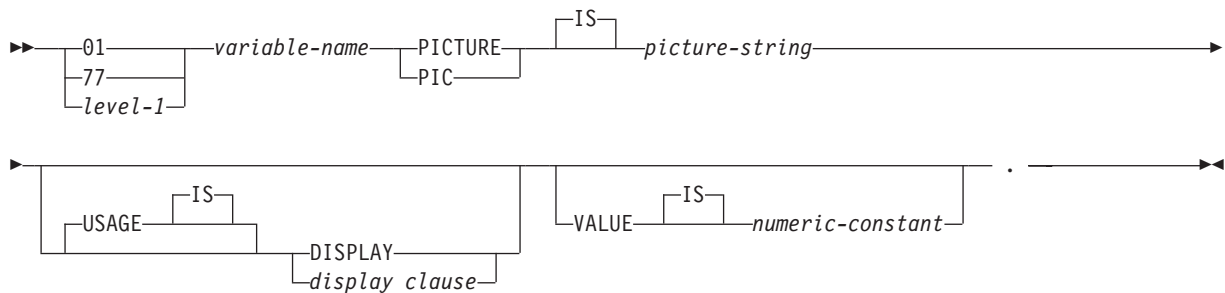 IS
01 variable-name PICTURE picture-string
77 PIC
level-1
.
IS IS
USAGE VALUE numeric-constant
DISPLAY
display clause